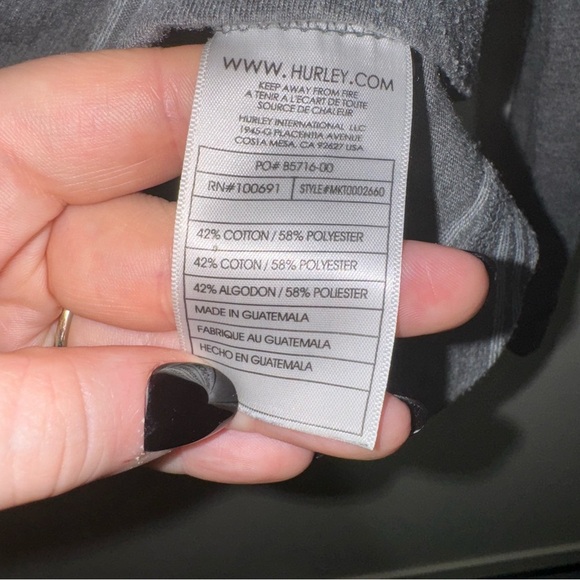 WWW.HURLEY.COM
KEEP AWAY FROM FIRE
A TENIR A L'ECART DE TOUTE
SOURCE DE CHALEUR
HURLEY INTERNATIONAL LLC
1945-G PLACENTIA AVENUE
COSTA MESA, CA 92627 USA
PO# B5716-00
RN#100691 STYLE#MKT0002660
42% COTTON / 58% POLYESTER
42% COTON / 58% POLYESTER
42% ALGODON / 58% POLIESTER
MADE IN GUATEMALA
FABRIQUE AU GUATEMALA
HECHO EN GUATEMALA